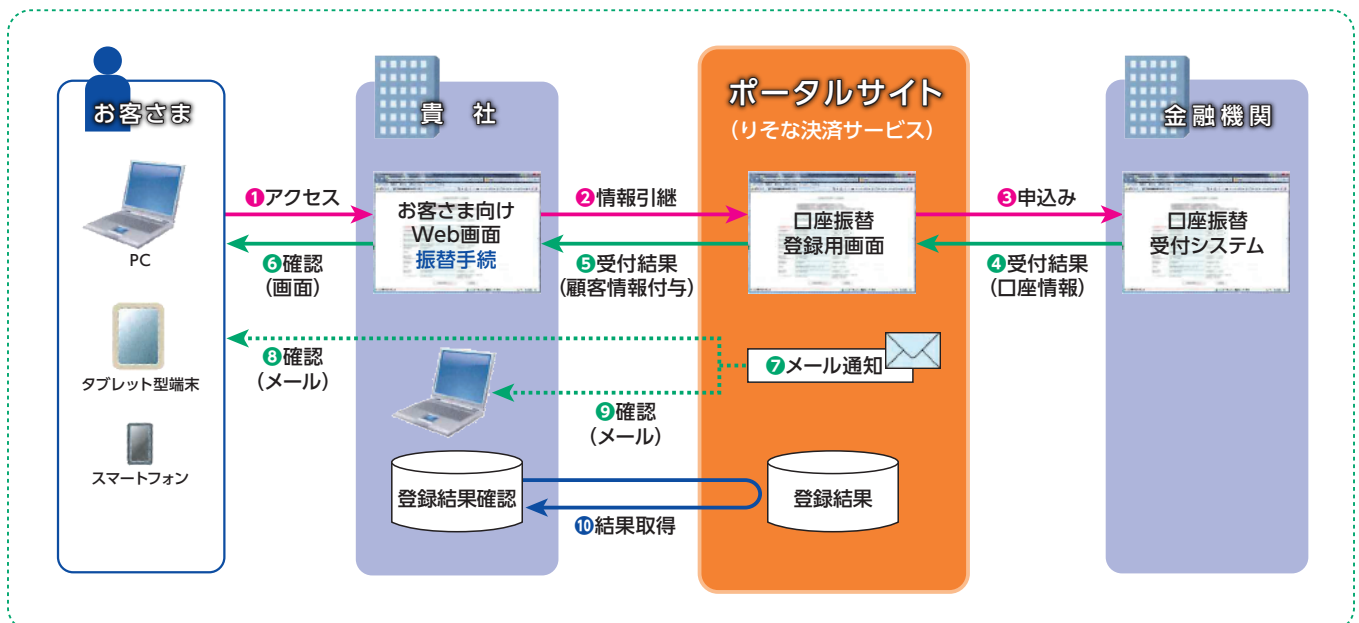 お客さま
貴 社
ポータルサイト
（りそな決済サービス）
金融機関
PC
タブレット型端末
スマートフォン
❶アクセス
❻確認
（画面）
お客さま向け
Web画面
振替手続
❷情報引継
❺受付結果
（顧客情報付与）
口座振替
登録用画面
❸申込み
❹受付結果
（口座情報）
口座振替
受付システム
❽確認
（メール）
❼メール通知
❾確認
（メール）
登録結果確認
登録結果
❿結果取得